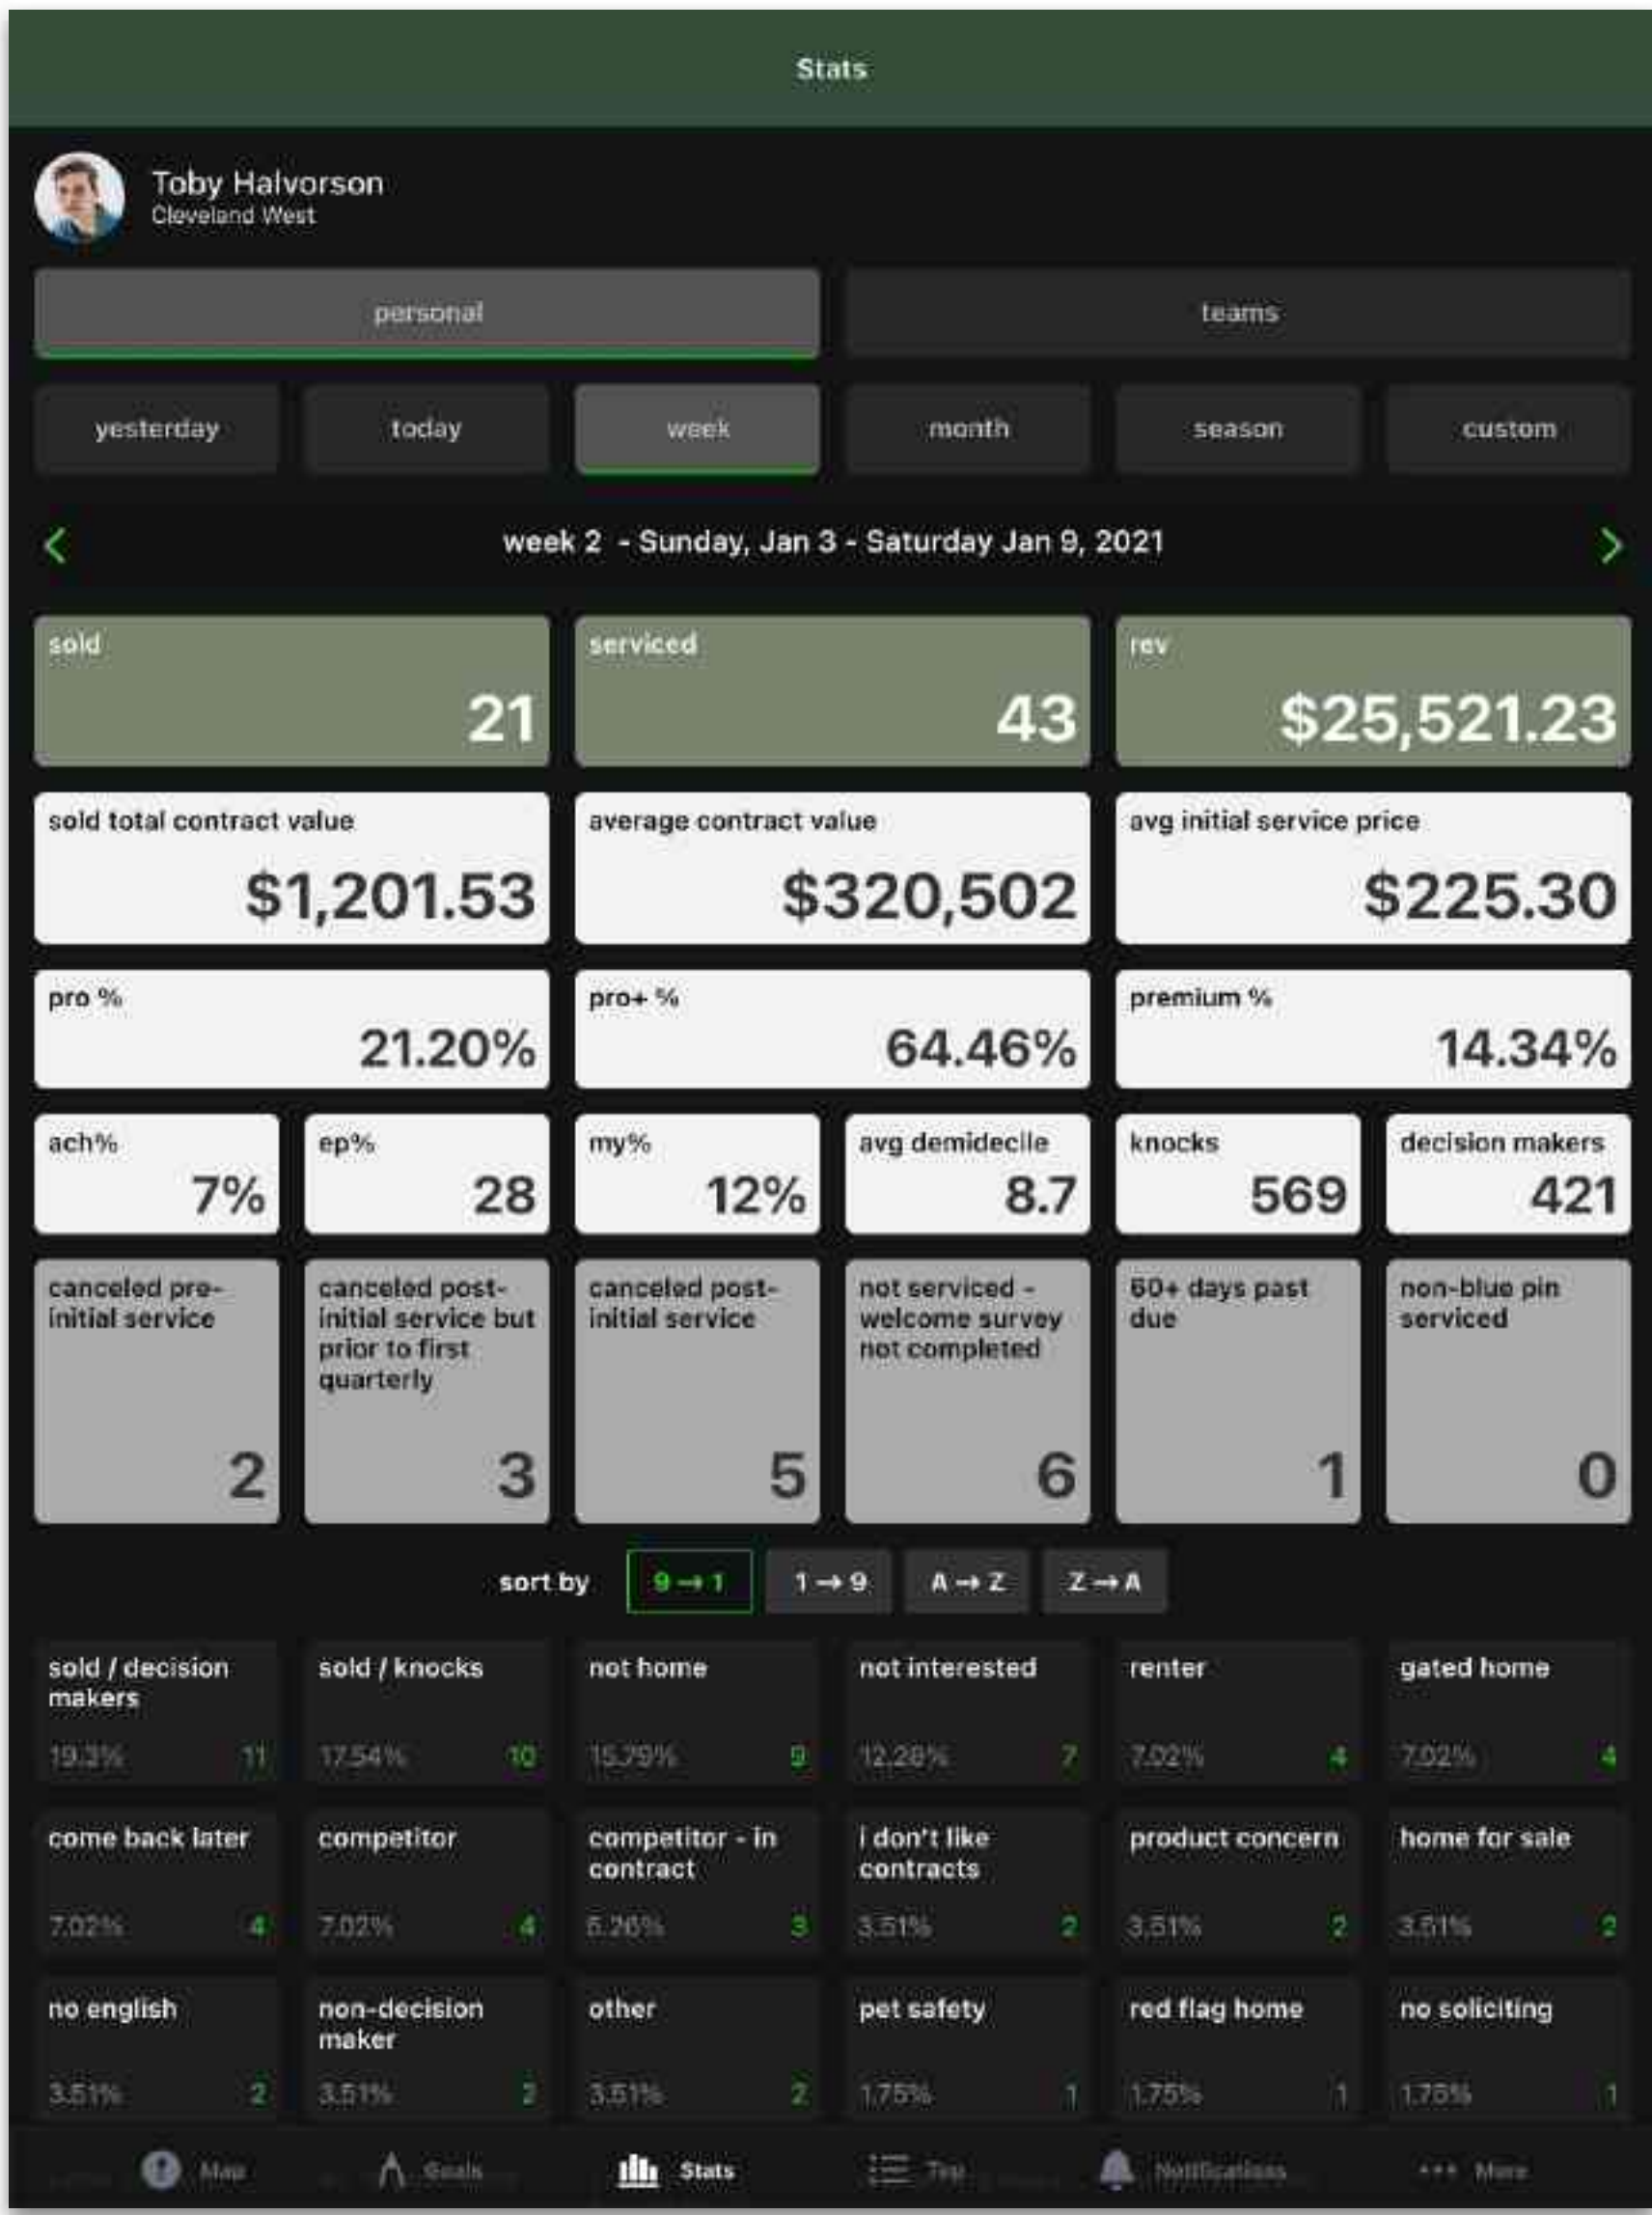 Stats
Toby Halvorson
Cleveland West
personal
teams
yesterday
today
week
month
season
custom
week 2 - Sunday, Jan 3 - Saturday Jan 9, 2021
sold
21
serviced
43
rev
$25,521.23
sold total contract value
$1,201.53
average contract value
$320,502
avg initial service price
$225.30
pro %
21.20%
pro+ %
64.46%
premium %
14.34%
ach%
7%
ep%
28
my%
12%
avg demidecile
8.7
knocks
569
decision makers
421
canceled pre-
initial service
2
canceled post-
initial service but
prior to first
quarterly
3
canceled post-
initial service
5
not serviced -
welcome survey
not completed
6
60+ days past
due
1
non-blue pin
serviced
0
sort by
9→1
1→9
A→Z
Z→A
sold / decision
makers
19.3% 11
sold / knocks
17.54% 10
not home
15.79% 9
not interested
12.28% 7
renter
7.02% 4
gated home
7.02% 4
come back later
7.02% 4
competitor
7.02% 4
competitor - in
contract
5.26% 3
i don't like
contracts
3.51% 2
product concern
3.51% 2
home for sale
3.51% 2
no english
3.51% 2
non-decision
maker
3.51% 2
other
3.51% 2
pet safety
1.75% 1
red flag home
1.75% 1
no soliciting
1.75% 1
Map
Goals
Stats
Top
Notifications
More